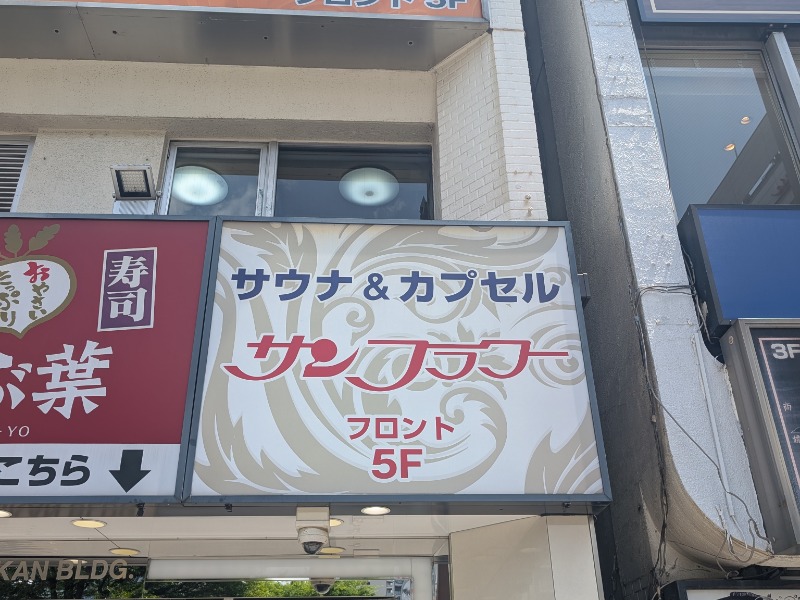 フロント 5F
サウナ & カプセル
サンフラワー
フロント
5F
おやさい
たっぷり
寿司
ぶ葉
-YO
こちら
KAN BLDG
3F